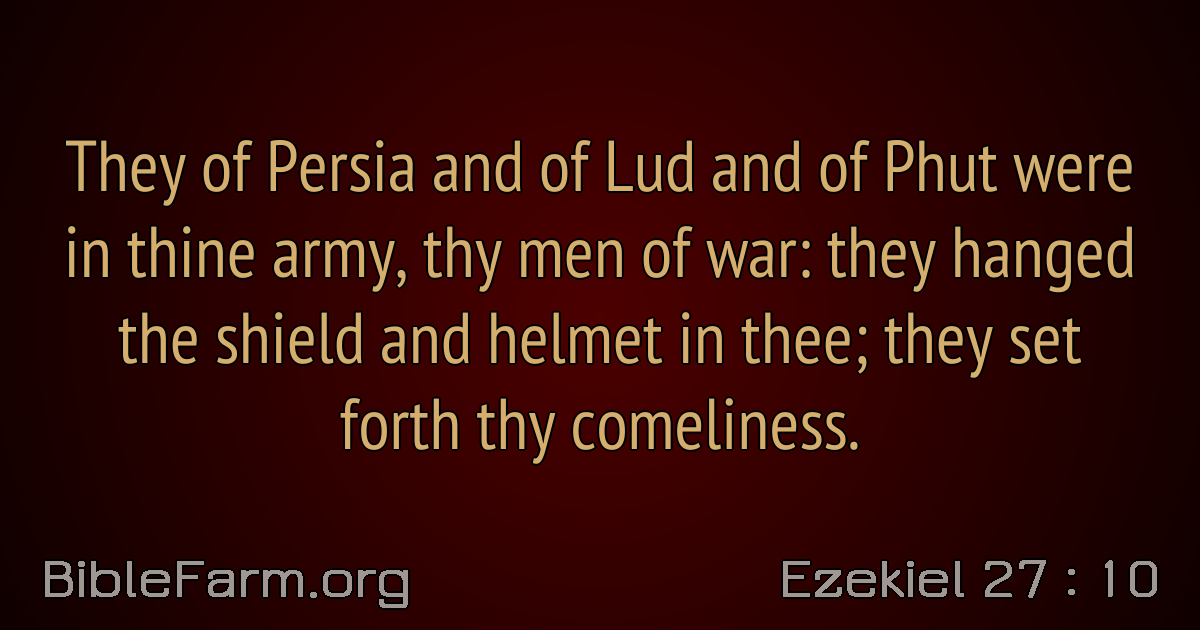 They of Persia and of Lud and of Phut were
in thine army, thy men of war: they hanged
the shield and helmet in thee; they set
forth thy comeliness.
BibleFarm.org
Ezekiel 27 : 10